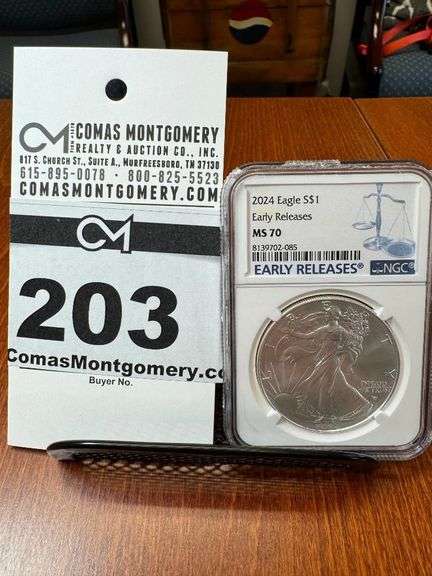 CM
SINCE 1960
COMAS MONTGOMERY
REALTY & AUCTION CO., INC.
817 S. CHURCH ST., SUITE A., MURFREESBORO, TN 37130
615-895-0078 • 800-825-5523
COMASMONTGOMERY.COM
CM
203
ComasMontgomery.co
Buyer No.
2024 Eagle S$1
Early Releases
MS 70
8139702-085
EARLY RELEASES®
NGC